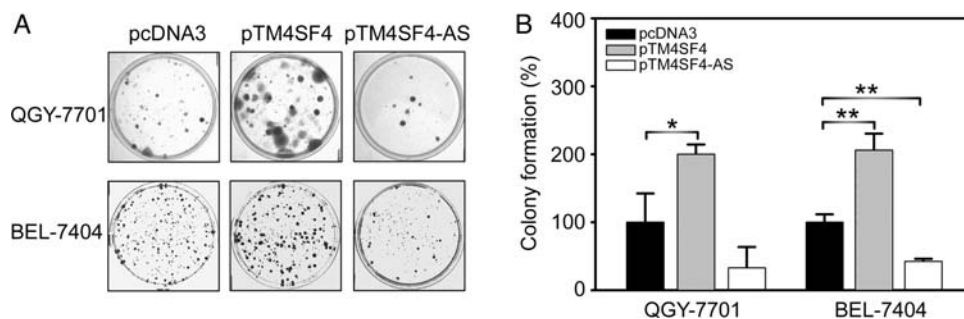 A
pcDNA3 pTM4SF4 pTM4SF4-AS
QGY-7701
BEL-7404
B
Colony formation (%)
400
300
200
100
0
pcDNA3
pTM4SF4
pTM4SF4-AS
*
**
**
QGY-7701 BEL-7404